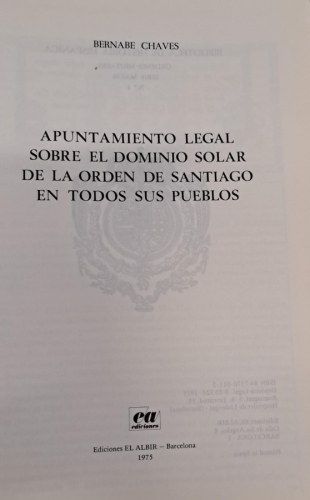 BERNABE CHAVES
APUNTAMIENTO LEGAL
SOBRE EL DOMINIO SOLAR
DE LA ORDEN DE SANTIAGO
EN TODOS SUS PUEBLOS
ea
ediciones
Ediciones EL ALBIR – Barcelona
1975